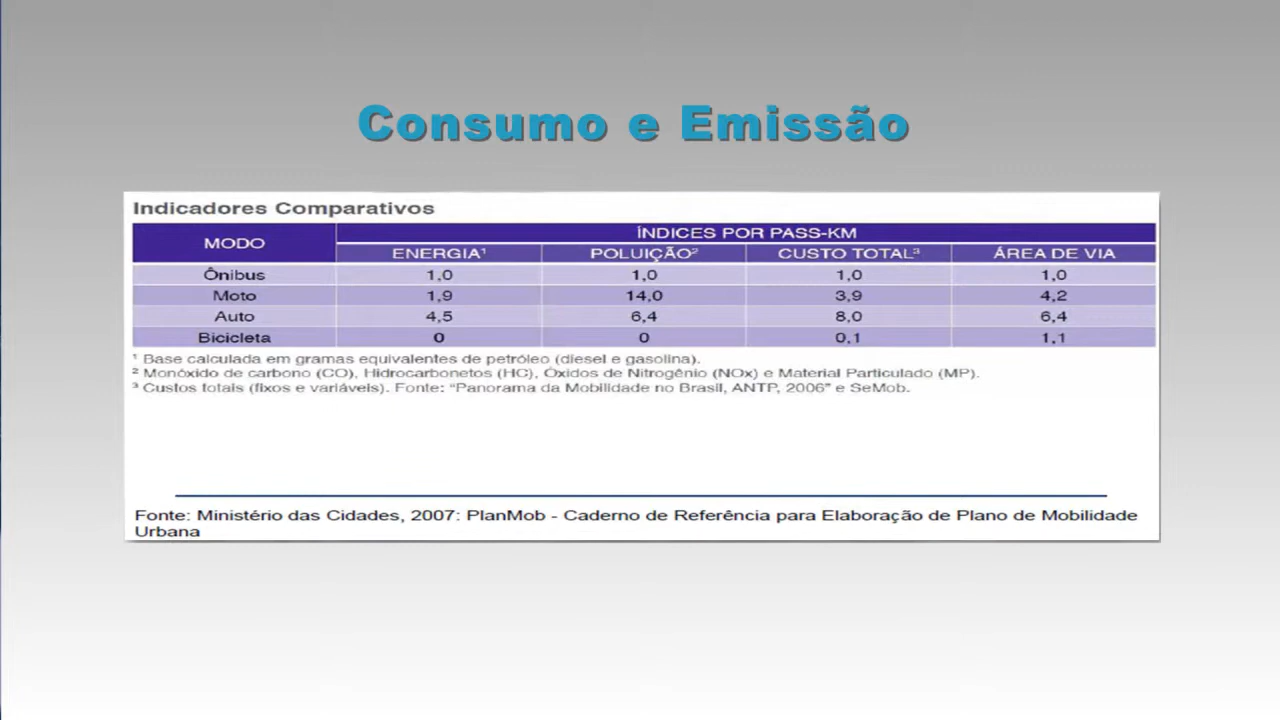 Consumo e Emissão
Indicadores Comparativos
MODO
ÍNDICES POR PASS-KM
ENERGIA¹ POLUIÇÃO² CUSTO TOTAL³ ÁREA DE VIA
Ônibus 1,0 1,0 1,0 1,0
Moto 1,9 14,0 3,9 4,2
Auto 4,5 6,4 8,0 6,4
Bicicleta 0 0 0,1 1,1
¹ Base calculada em gramas equivalentes de petróleo (diesel e gasolina).
² Monóxido de carbono (CO), Hidrocarbonetos (HC), Óxidos de Nitrogênio (NOx) e Material Particulado (MP).
³ Custos totais (fixos e variáveis). Fonte: “Panorama da Mobilidade no Brasil, ANTP, 2006” e SeMob.
Fonte: Ministério das Cidades, 2007: PlanMob - Caderno de Referência para Elaboração de Plano de Mobilidade
Urbana